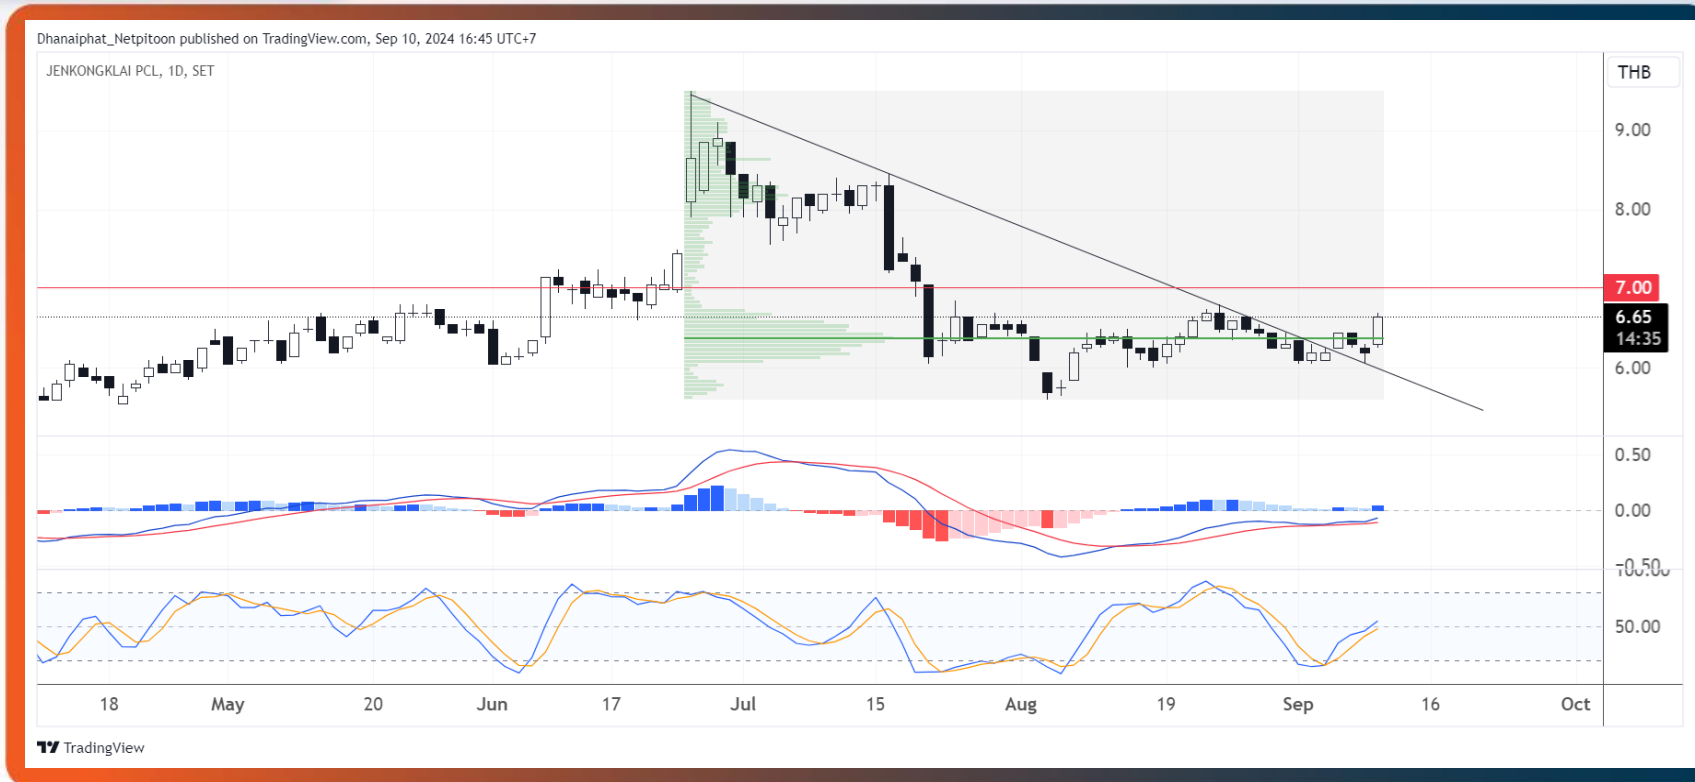 Dhanaiphat_Netpitoon published on TradingView.com, Sep 10, 2024 16:45 UTC+7
JENKONGKLAI PCL, 1D, SET
THB
9.00
8.00
7.00
6.65
14:35
6.00
0.50
0.00
−0.50
100.00
50.00
18 May 20 Jun 17 Jul 15 Aug 19 Sep 16 Oct
TradingView